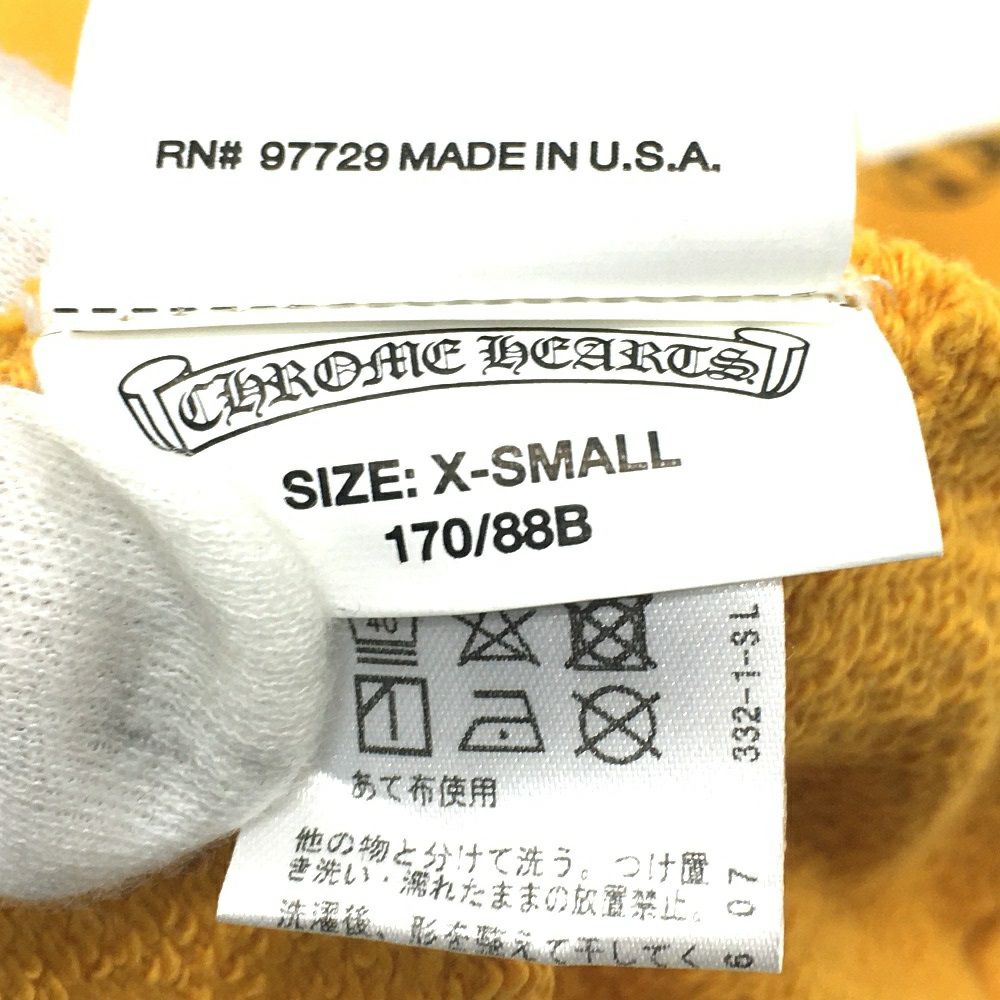 RN# 97729 MADE IN U.S.A.
CHROME HEARTS
SIZE: X-SMALL
170/88B
40
あて布使用
他の物と分けて洗う。つけ置
き洗い・濡れたままの放置禁止。
洗濯後、形を整えて干してく
332-1-SL
07